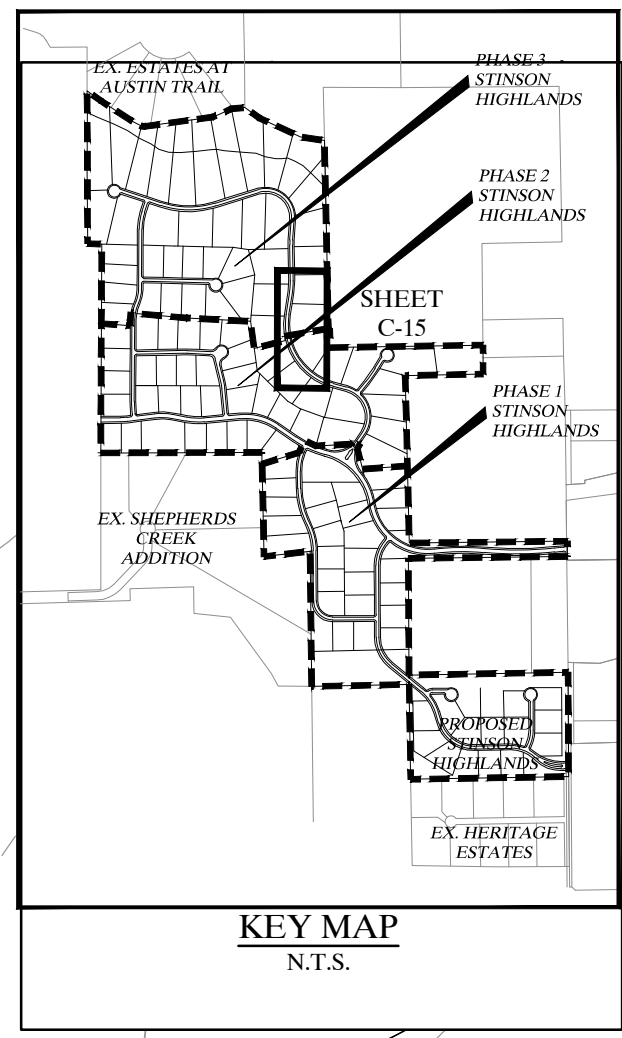 EX. ESTATES AT
AUSTIN TRAIL
PHASE 3
STINSON
HIGHLANDS
PHASE 2
STINSON
HIGHLANDS
SHEET
C-15
PHASE 1
STINSON
HIGHLANDS
EX. SHEPHERDS
CREEK
ADDITION
PROPOSED
STINSON
HIGHLANDS
EX. HERITAGE
ESTATES
KEY MAP
N.T.S.